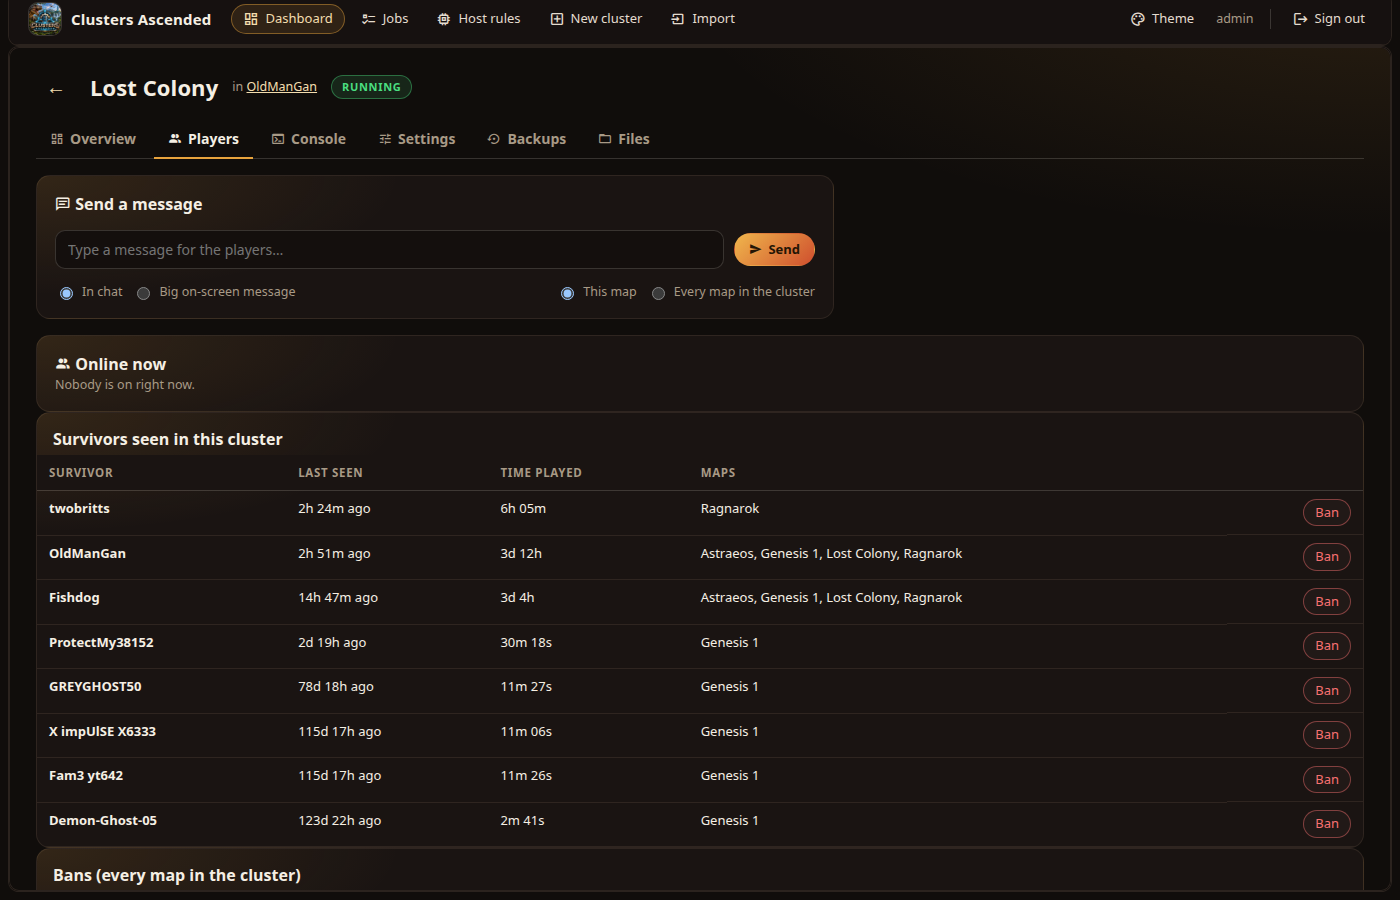 Clusters Ascended Dashboard Jobs Host rules New cluster Import Theme admin Sign out
← Lost Colony in OldManGan RUNNING
Overview Players Console Settings Backups Files
Send a message
Type a message for the players... Send
In chat Big on-screen message This map Every map in the cluster
Online now
Nobody is on right now.
Survivors seen in this cluster
SURVIVOR LAST SEEN TIME PLAYED MAPS
twobritts 2h 24m ago 6h 05m Ragnarok Ban
OldManGan 2h 51m ago 3d 12h Astraeos, Genesis 1, Lost Colony, Ragnarok Ban
Fishdog 14h 47m ago 3d 4h Astraeos, Genesis 1, Lost Colony, Ragnarok Ban
ProtectMy38152 2d 19h ago 30m 18s Genesis 1 Ban
GREYGHOST50 78d 18h ago 11m 27s Genesis 1 Ban
X impUlSE X6333 115d 17h ago 11m 06s Genesis 1 Ban
Fam3 yt642 115d 17h ago 11m 26s Genesis 1 Ban
Demon-Ghost-05 123d 22h ago 2m 41s Genesis 1 Ban
Bans (every map in the cluster)